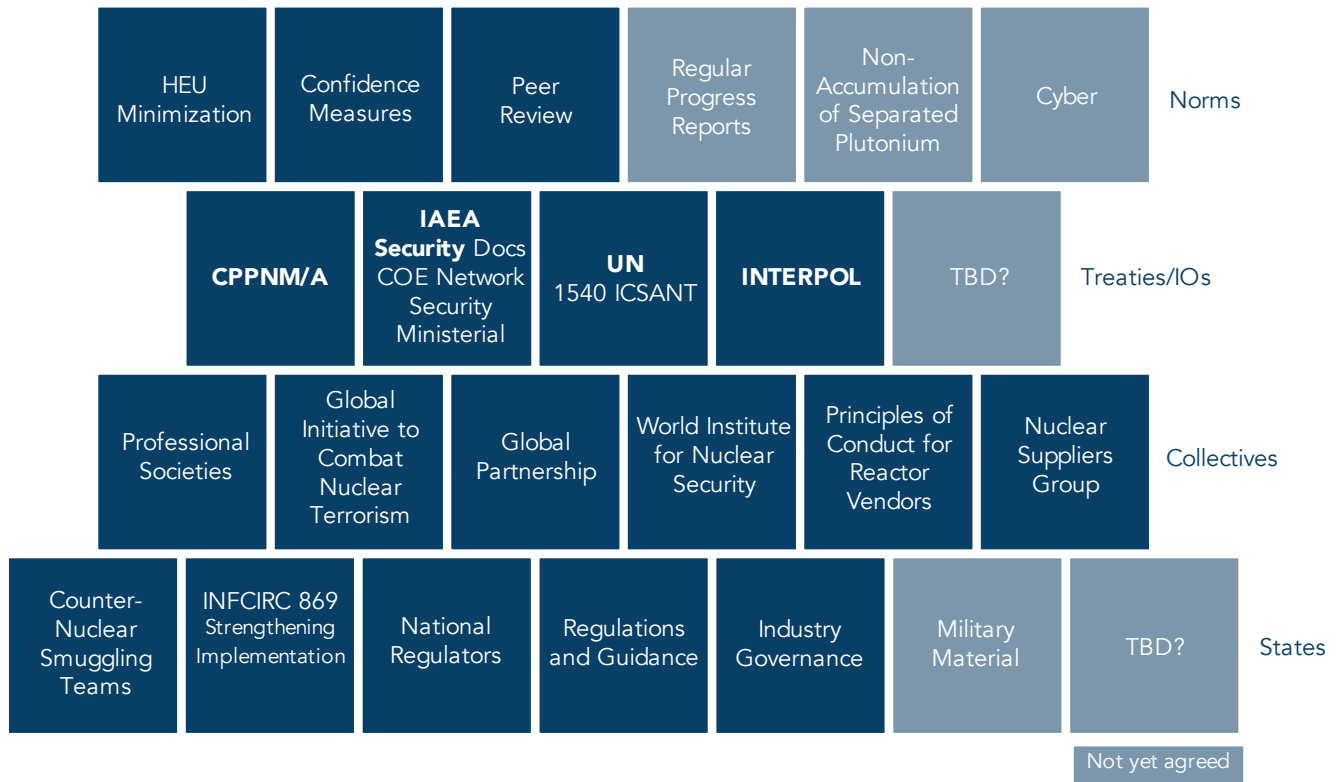 HEU
Minimization
Confidence
Measures
Peer
Review
Regular
Progress
Reports
Non-
Accumulation
of Separated
Plutonium
Cyber
Norms
CPPNM/A
IAEA
Security Docs
COE Network
Security
Ministerial
UN
1540 ICSANT
INTERPOL
TBD?
Treaties/IOs
Professional
Societies
Global
Initiative to
Combat
Nuclear
Terrorism
Global
Partnership
World Institute
for Nuclear
Security
Principles of
Conduct for
Reactor
Vendors
Nuclear
Suppliers
Group
Collectives
Counter-
Nuclear
Smuggling
Teams
INFCIRC 869
Strengthening
Implementation
National
Regulators
Regulations
and Guidance
Industry
Governance
Military
Material
TBD?
States
Not yet agreed